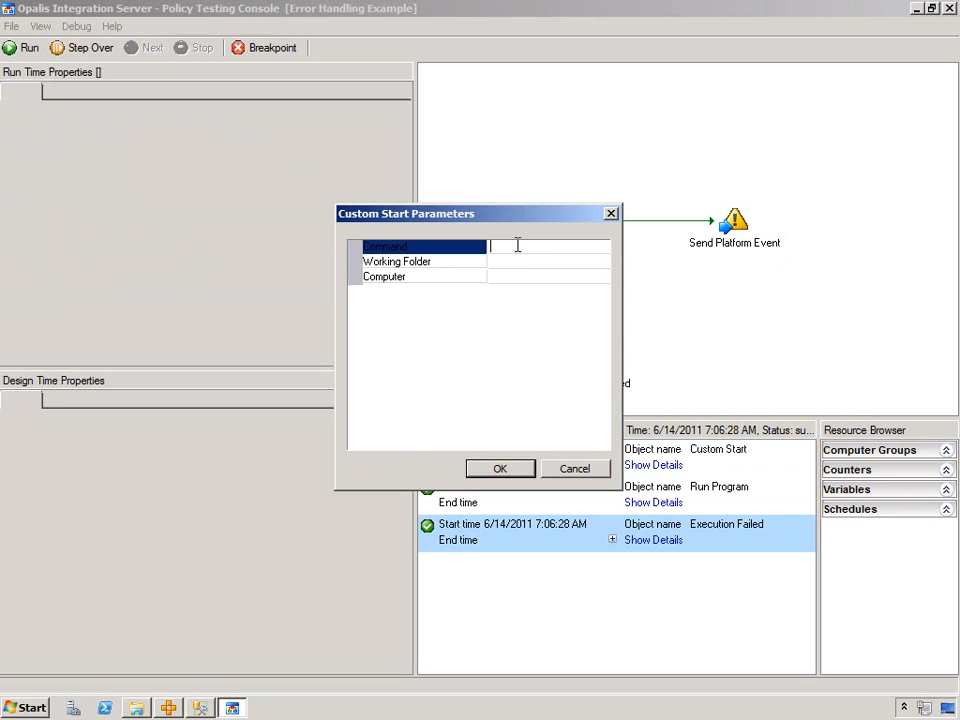 Opalis Integration Server - Policy Testing Console [Error Handling Example]
File View Debug Help
Run Step Over Next Stop Breakpoint
Run Time Properties []
Send Platform Event
Custom Start Parameters
Command
Working Folder
Computer
OK Cancel
Design Time Properties
ed
Time: 6/14/2011 7:06:28 AM, Status: su...
Object name Custom Start
Show Details
Object name Run Program
End time Show Details
Start time 6/14/2011 7:06:28 AM Object name Execution Failed
End time Show Details
Resource Browser
Computer Groups
Counters
Variables
Schedules
Start